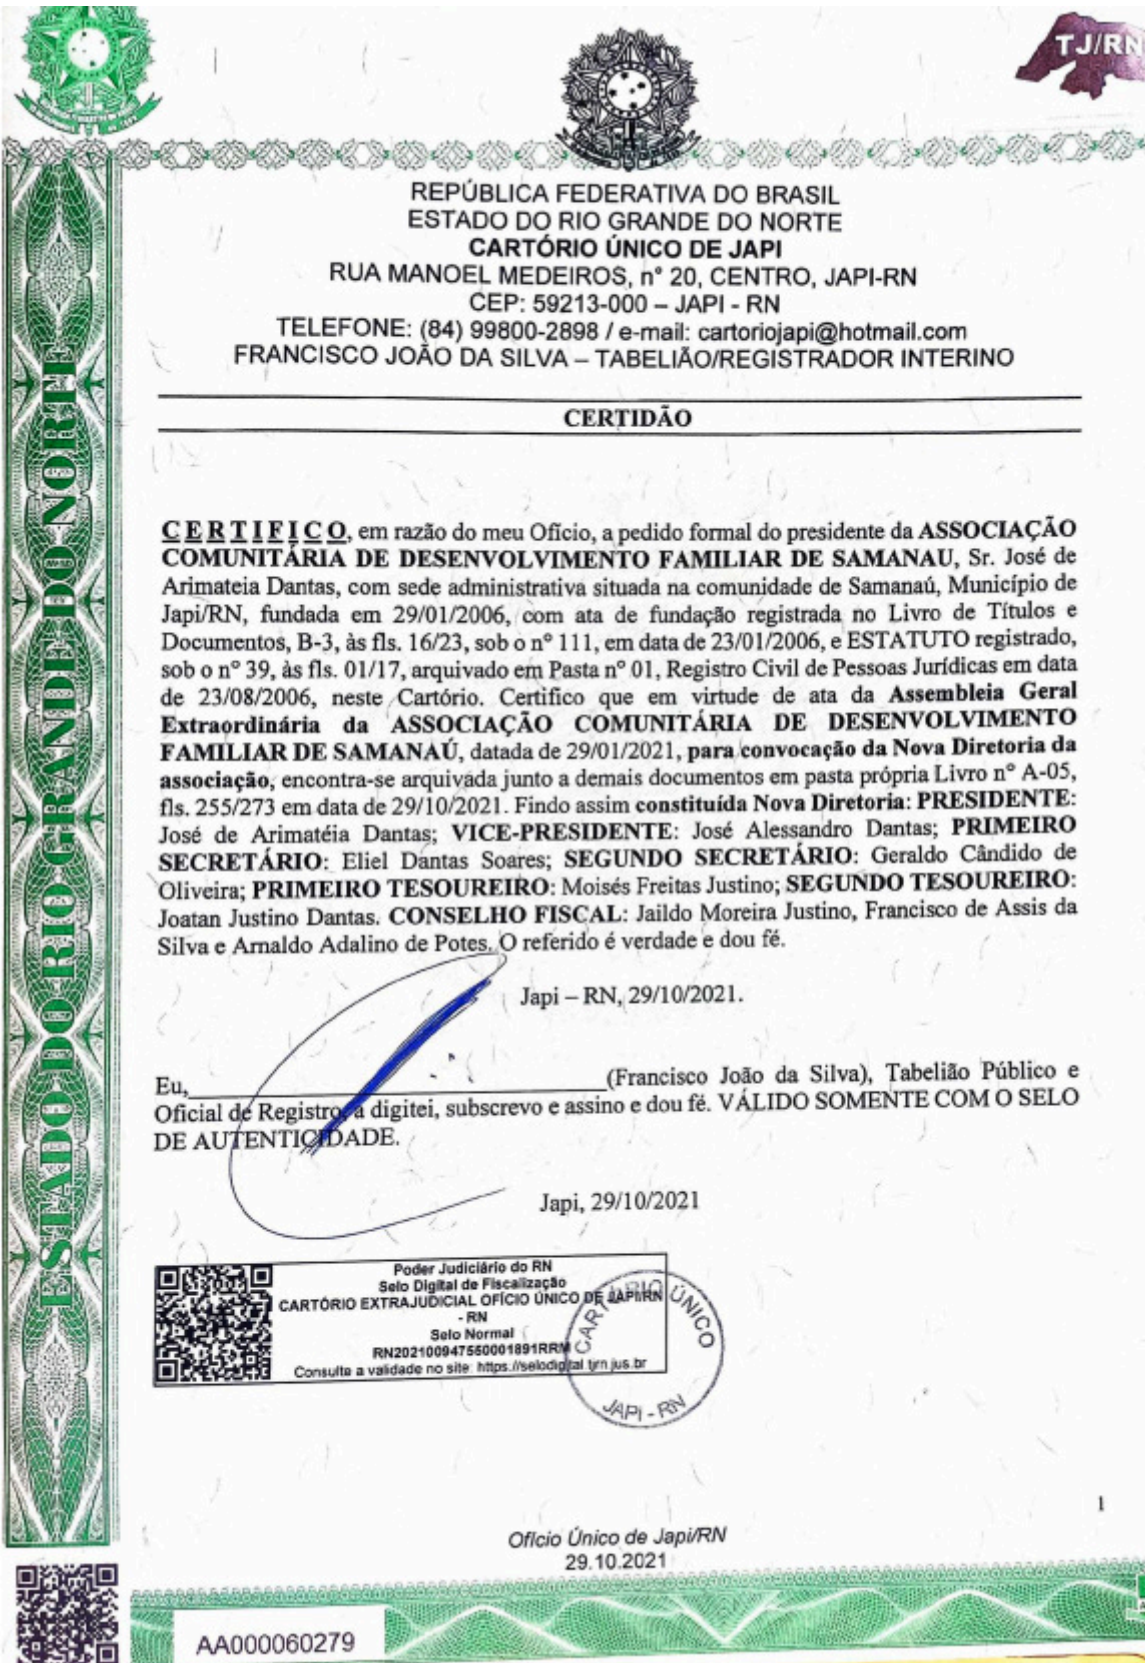 TJ/RN
REPÚBLICA FEDERATIVA DO BRASIL
ESTADO DO RIO GRANDE DO NORTE
CARTÓRIO ÚNICO DE JAPI
RUA MANOEL MEDEIROS, n° 20, CENTRO, JAPI-RN
CEP: 59213-000 – JAPI - RN
TELEFONE: (84) 99800-2898 / e-mail: cartoriojapi@hotmail.com
FRANCISCO JOÃO DA SILVA – TABELIÃO/REGISTRADOR INTERINO
CERTIDÃO
CERTIFICO, em razão do meu Ofício, a pedido formal do presidente da ASSOCIAÇÃO
COMUNITÁRIA DE DESENVOLVIMENTO FAMILIAR DE SAMANAU, Sr. José de
Arimateia Dantas, com sede administrativa situada na comunidade de Samanaú, Município de
Japi/RN, fundada em 29/01/2006, com ata de fundação registrada no Livro de Títulos e
Documentos, B-3, às fls. 16/23, sob o nº 111, em data de 23/01/2006, e ESTATUTO registrado,
sob o nº 39, às fls. 01/17, arquivado em Pasta nº 01, Registro Civil de Pessoas Jurídicas em data
de 23/08/2006, neste Cartório. Certifico que em virtude de ata da Assembleia Geral
Extraordinária da ASSOCIAÇÃO COMUNITÁRIA DE DESENVOLVIMENTO
FAMILIAR DE SAMANAÚ, datada de 29/01/2021, para convocação da Nova Diretoria da
associação, encontra-se arquivada junto a demais documentos em pasta própria Livro nº A-05,
fls. 255/273 em data de 29/10/2021. Findo assim constituída Nova Diretoria: PRESIDENTE:
José de Arimatéia Dantas; VICE-PRESIDENTE: José Alessandro Dantas; PRIMEIRO
SECRETÁRIO: Eliel Dantas Soares; SEGUNDO SECRETÁRIO: Geraldo Cândido de
Oliveira; PRIMEIRO TESOUREIRO: Moisés Freitas Justino; SEGUNDO TESOUREIRO:
Joatan Justino Dantas. CONSELHO FISCAL: Jaildo Moreira Justino, Francisco de Assis da
Silva e Arnaldo Adalino de Potes. O referido é verdade e dou fé.
Japi – RN, 29/10/2021.
Eu, (Francisco João da Silva), Tabelião Público e
Oficial de Registro, a digitei, subscrevo e assino e dou fé. VÁLIDO SOMENTE COM O SELO
DE AUTENTICIDADE.
Japi, 29/10/2021
Poder Judiciário do RN
Selo Digital de Fiscalização
CARTÓRIO EXTRAJUDICIAL OFÍCIO ÚNICO DE JAPI/RN
- RN
Selo Normal
RN202100947550001891RRM
Consulte a validade no site: https://selodigital.tjrn.jus.br
CARTÓRIO ÚNICO
JAPI - RN
1
Ofício Único de Japi/RN
29.10.2021
AA000060279
ESTADO DO RIO GRANDE DO NORTE